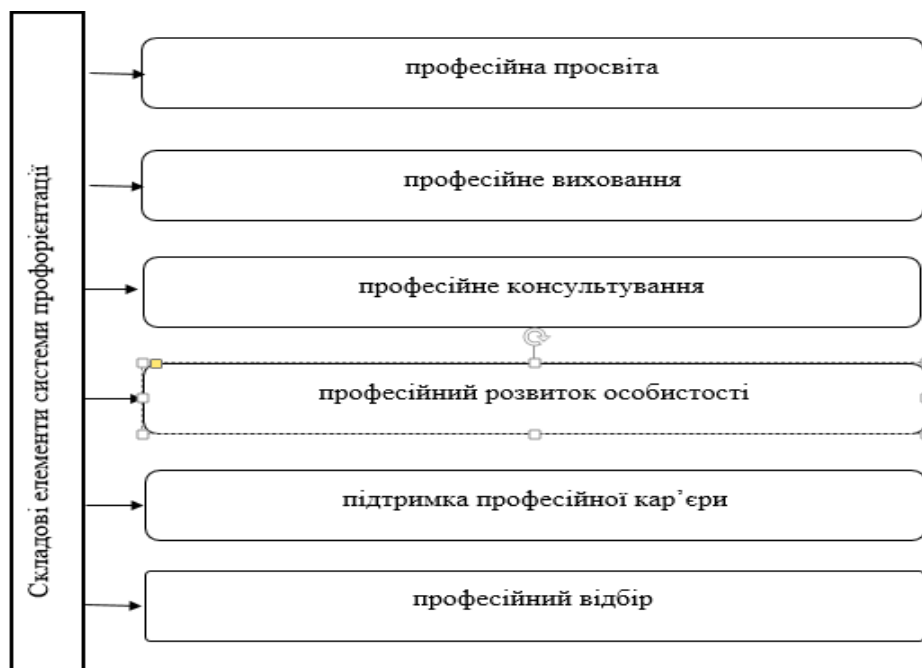 Складові елементи системи профорієнтації
професійна просвіта
професійне виховання
професійне консультування
професійний розвиток особистості
підтримка професійної кар’єри
професійний відбір